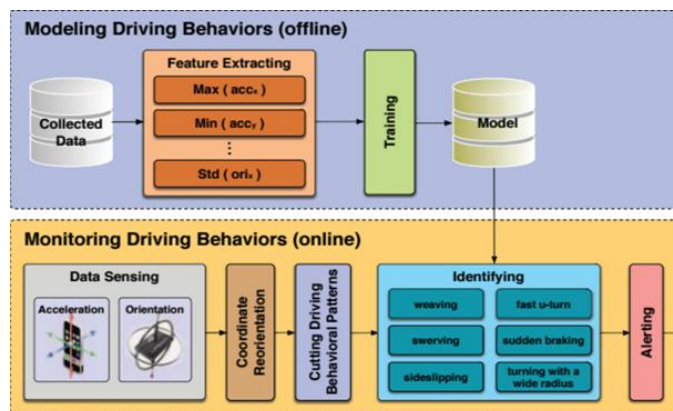 Modeling Driving Behaviors (offline)
Feature Extracting
Max ( accₓ )
Min ( accᵧ )
⋮
Std ( oriₓ )
Collected
Data
Training
Model
Monitoring Driving Behaviors (online)
Data Sensing
Acceleration
Orientation
Coordinate
Reorientation
Cutting Driving
Behavioral Patterns
Identifying
weaving
fast u-turn
swerving
sudden braking
sideslipping
turning with a
wide radius
Alerting